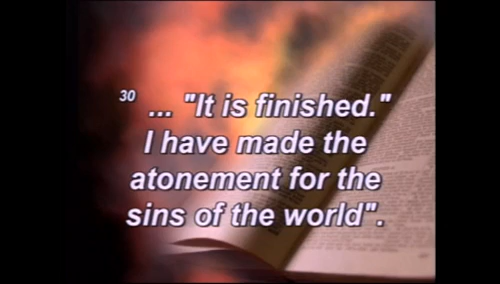 30 ... "It is finished."
I have made the
atonement for the
sins of the world".